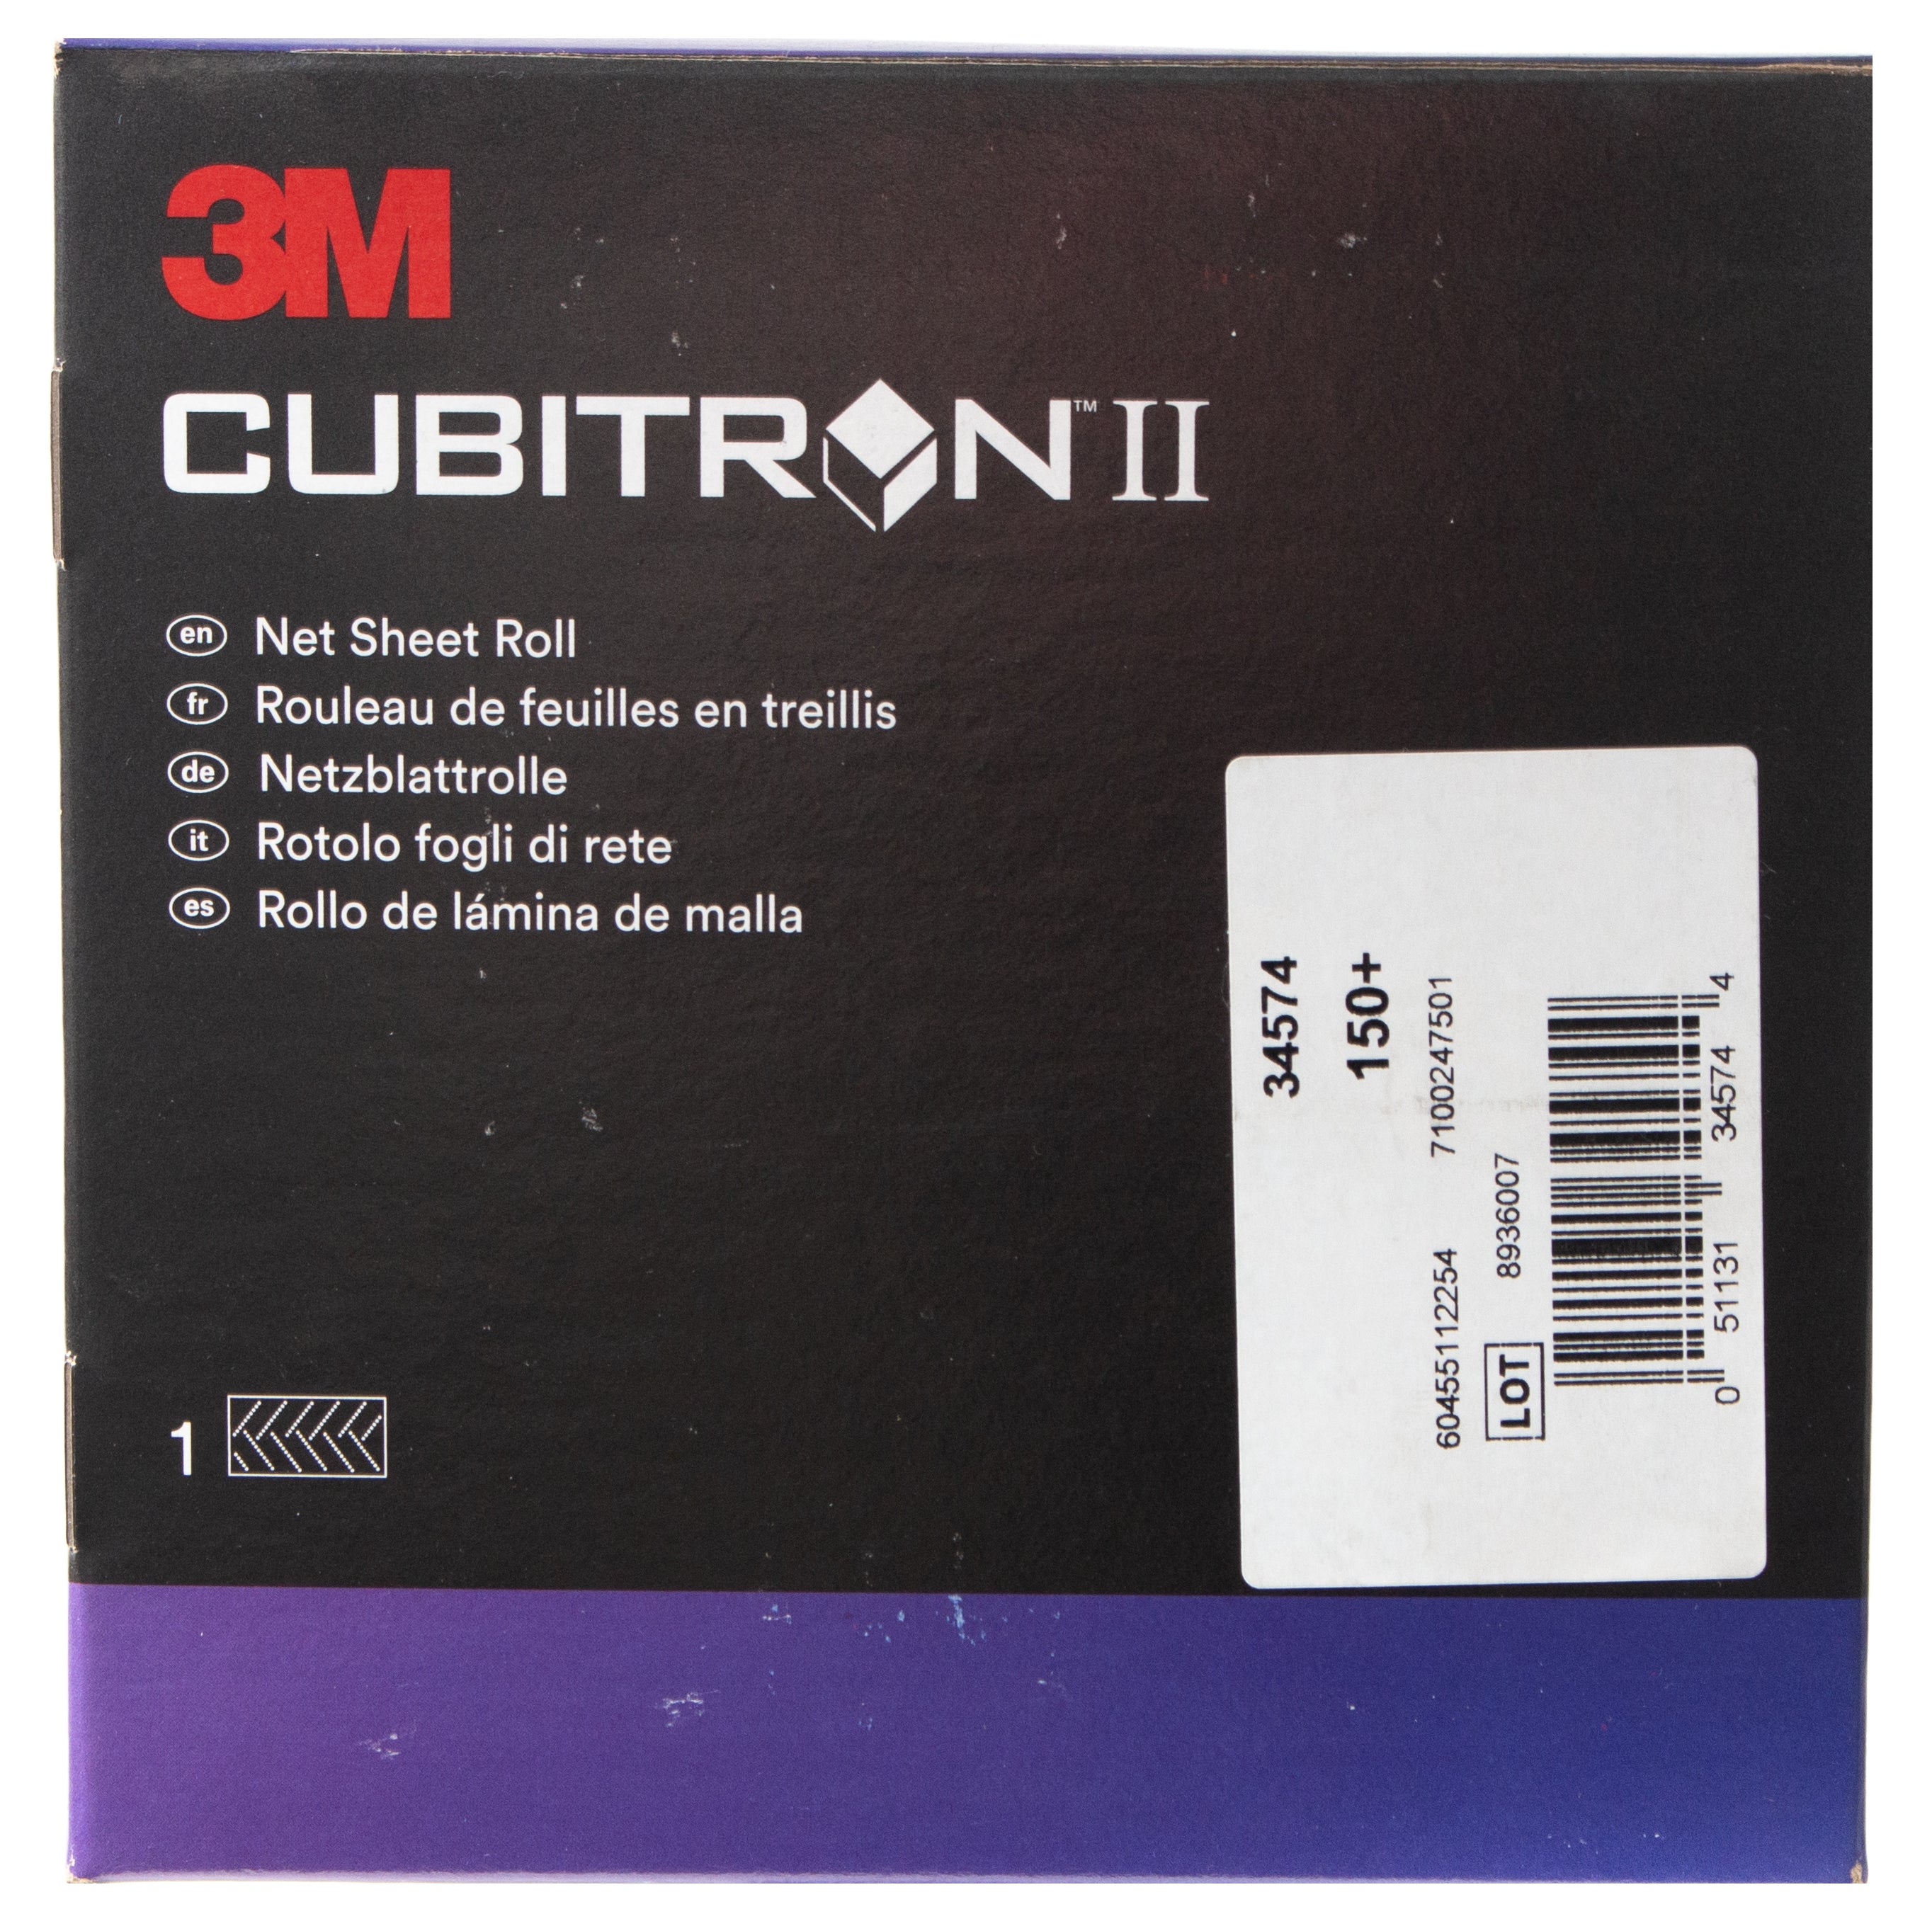 3M
CUBITRON™ II
en Net Sheet Roll
fr Rouleau de feuilles en treillis
de Netzblattrolle
it Rotolo fogli di rete
es Rollo de lámina de malla
1
34574
150+
60455112254 7100247501
LOT 8936007
0 51131 34574 4